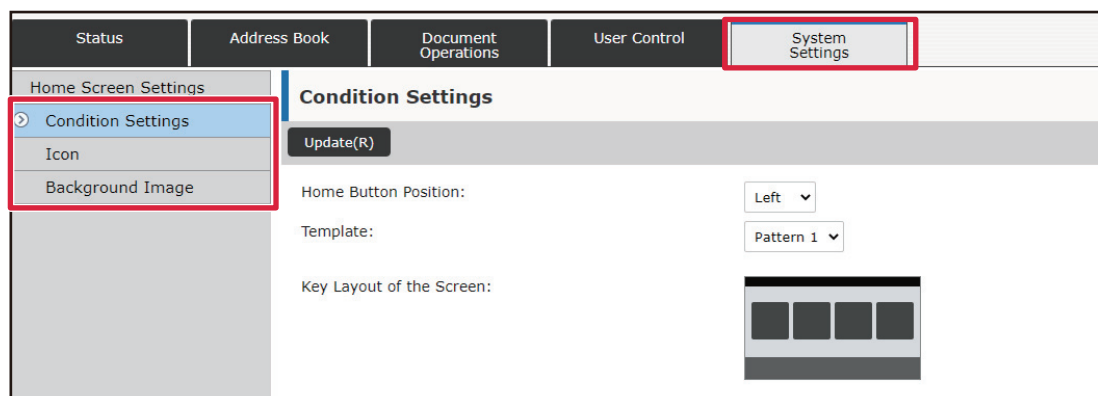 Status
Address Book
Document
Operations
User Control
System
Settings
Home Screen Settings
Condition Settings
Icon
Background Image
Condition Settings
Update(R)
Home Button Position:
Left
Template:
Pattern 1
Key Layout of the Screen: